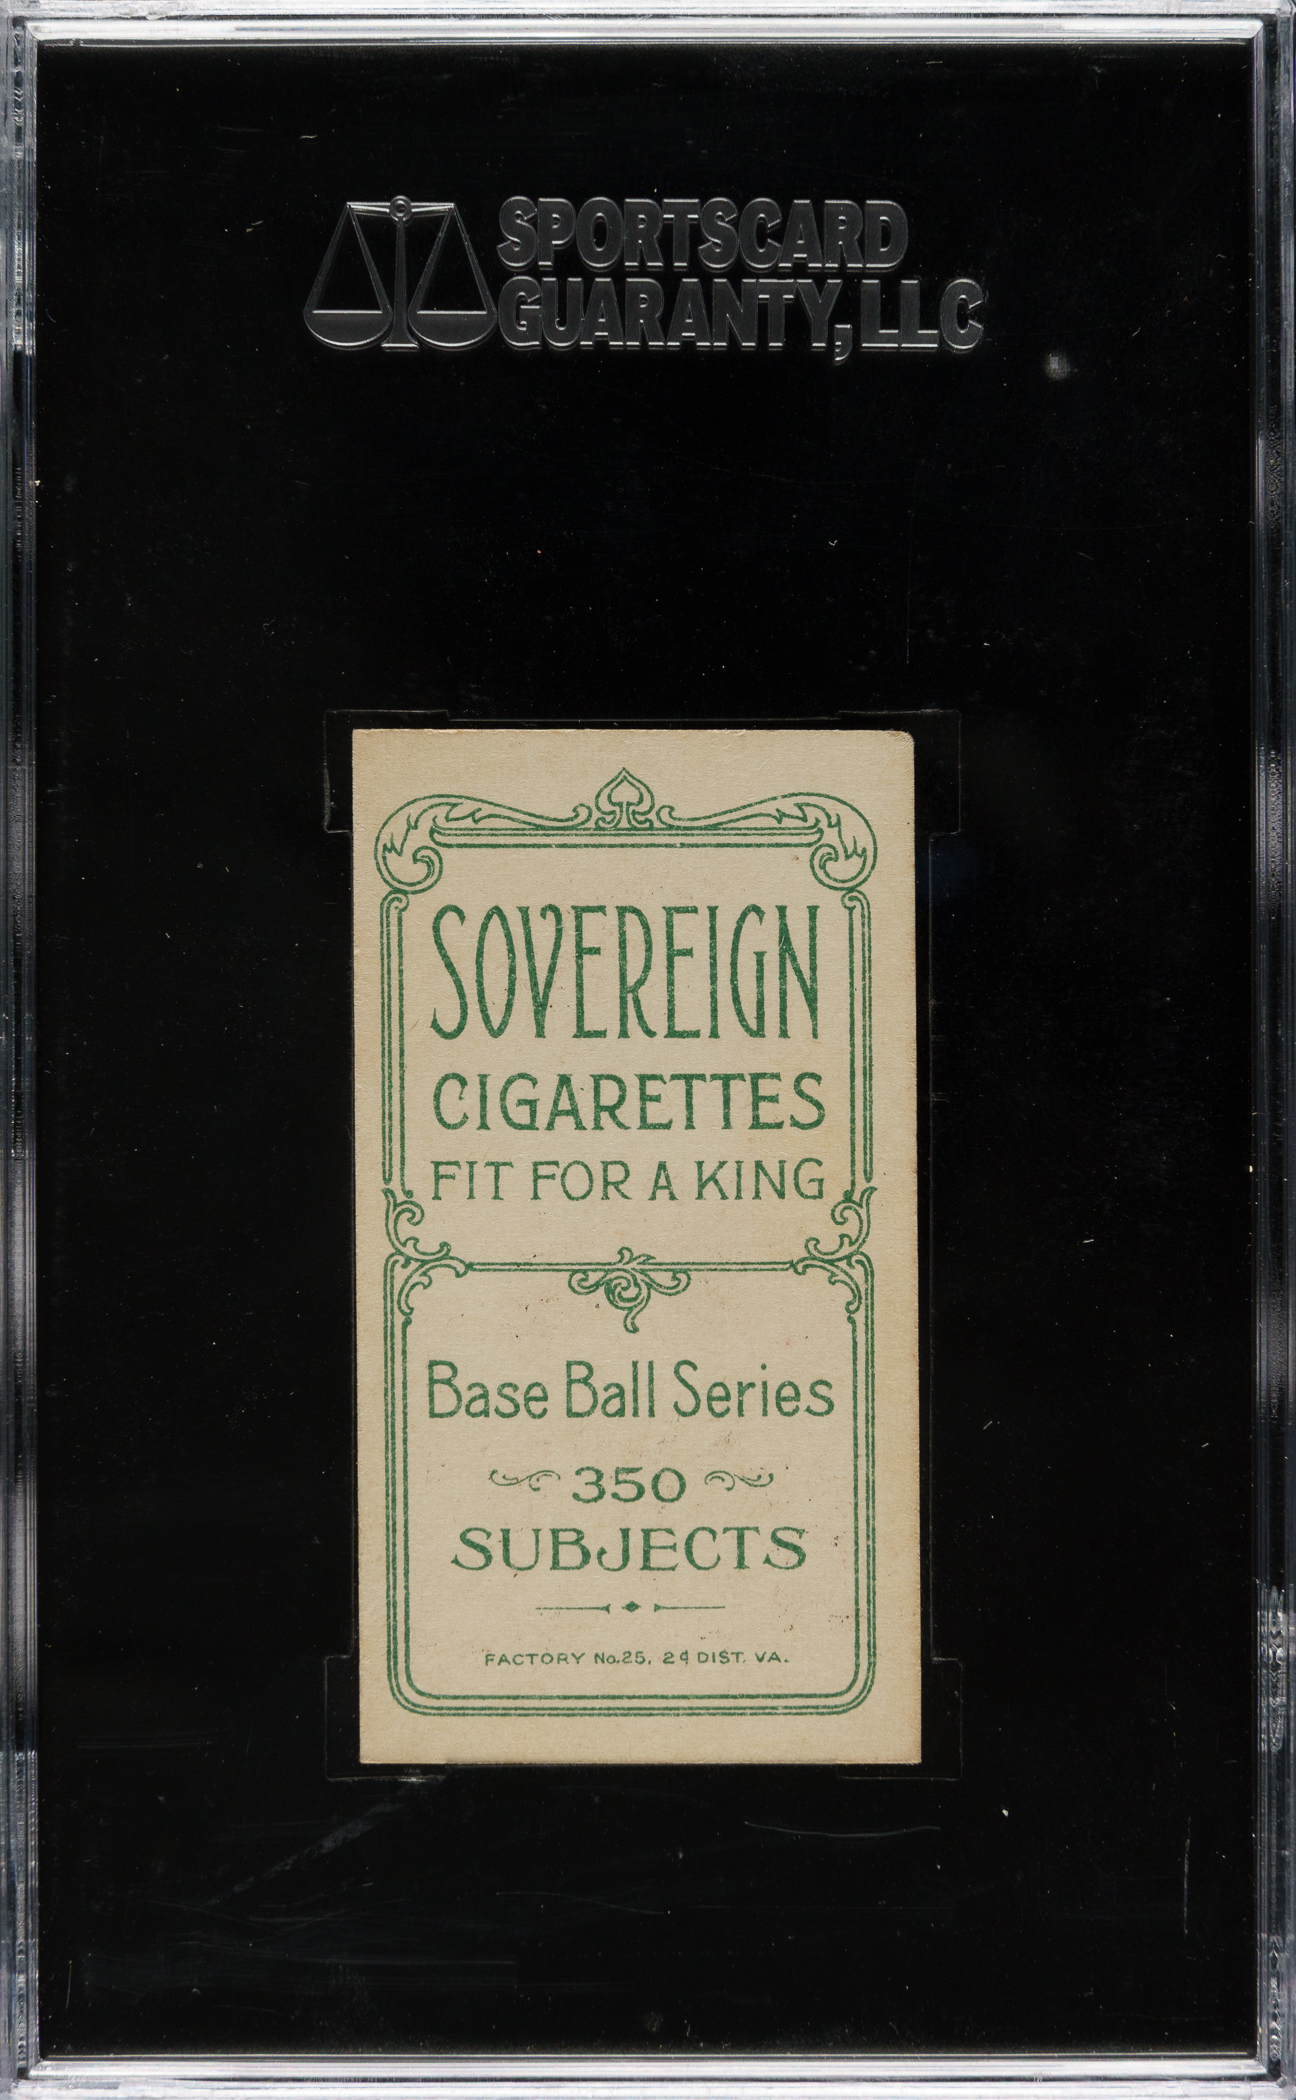 SPORTSCARD
GUARANTY, LLC
SOVEREIGN
CIGARETTES
FIT FOR A KING
Base Ball Series
350
SUBJECTS
FACTORY No. 25, 2d DIST. VA.